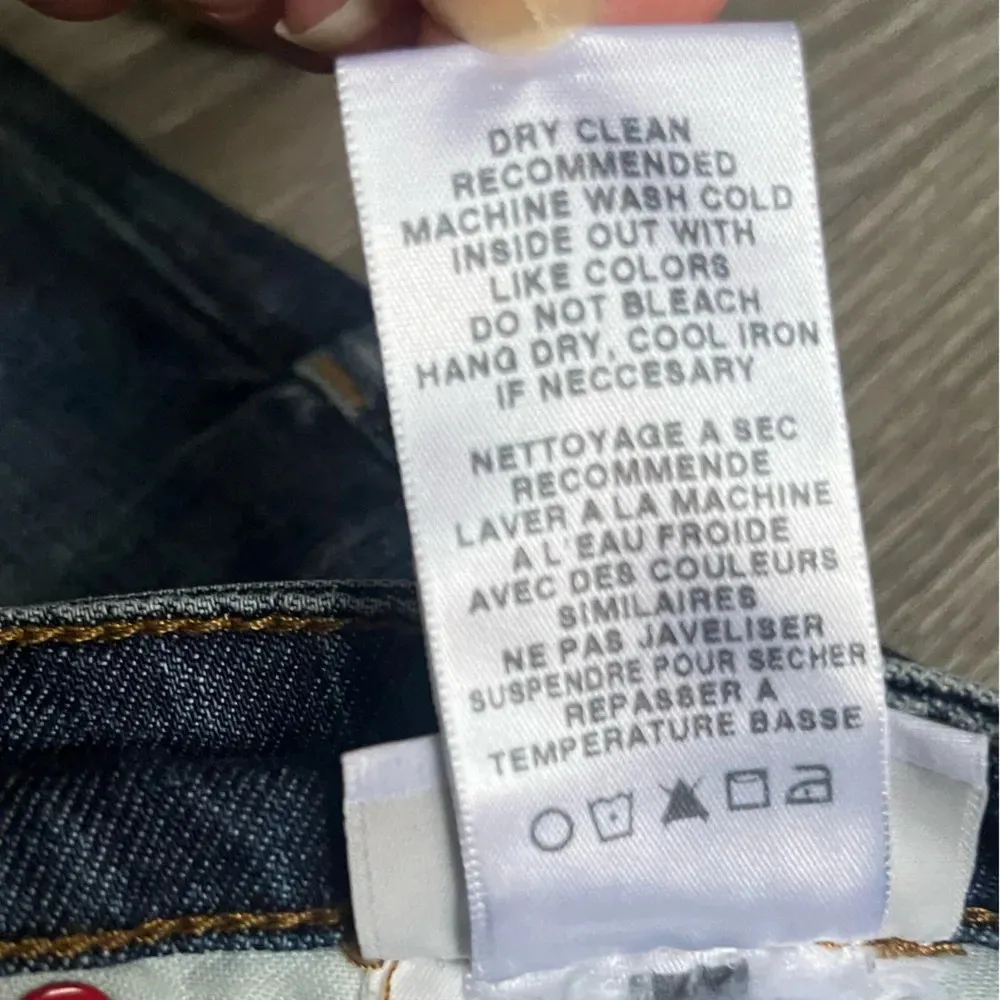 DRY CLEAN
RECOMMENDED
MACHINE WASH COLD
INSIDE OUT WITH
LIKE COLORS
DO NOT BLEACH
HANG DRY, COOL IRON
IF NECCESARY
NETTOYAGE A SEC
RECOMMENDE
LAVER A LA MACHINE
A L'EAU FROIDE
AVEC DES COULEURS
SIMILAIRES
NE PAS JAVELISER
SUSPENDRE POUR SECHER
REPASSER A
TEMPERATURE BASSE